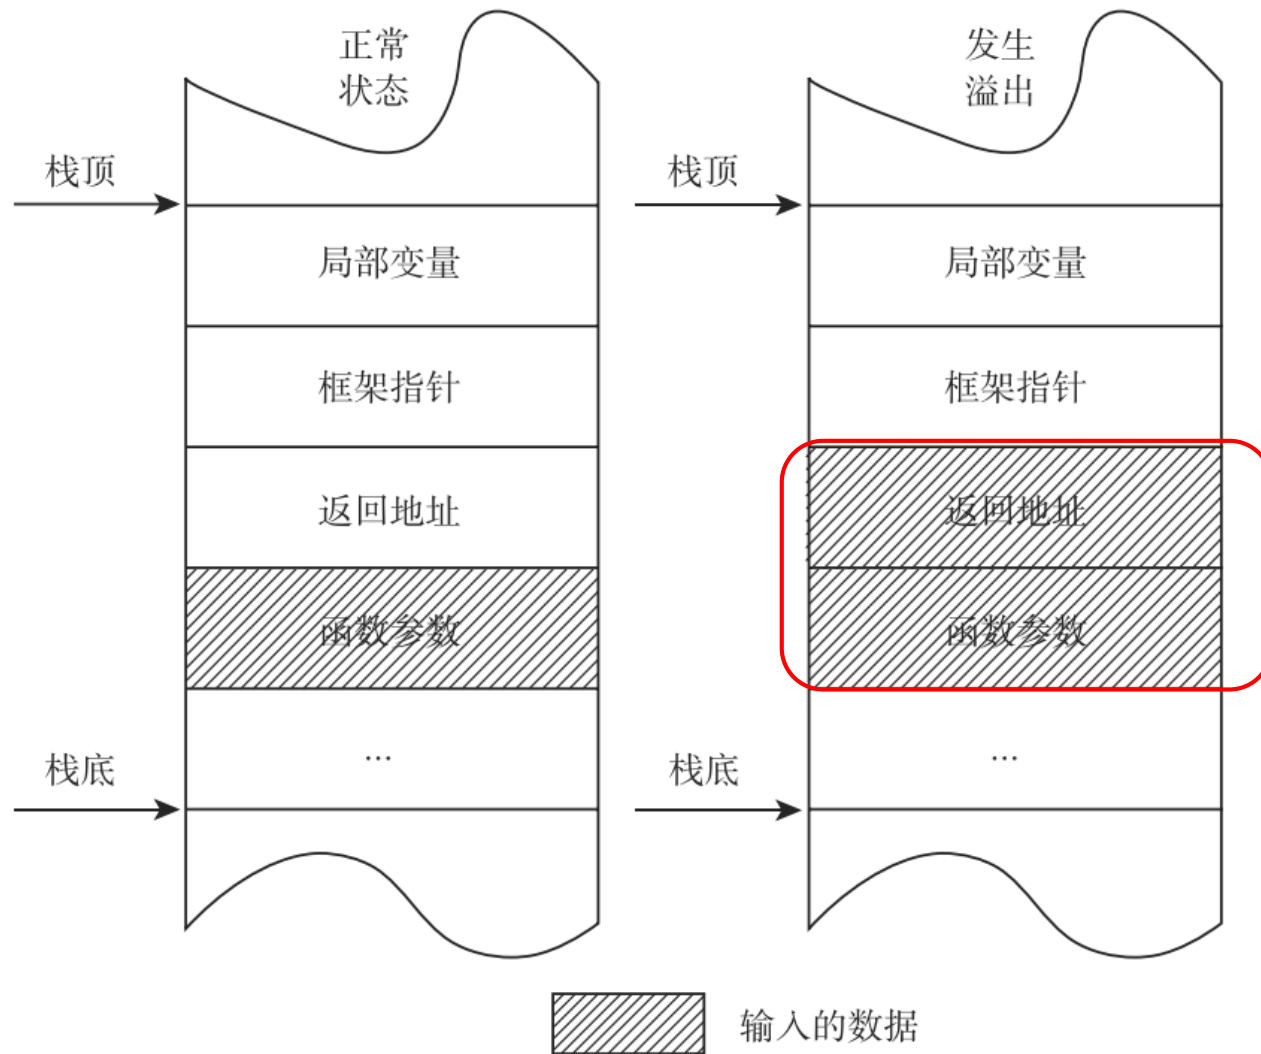 正常
状态
发生
溢出
栈顶
栈顶
局部变量
局部变量
框架指针
框架指针
返回地址
返回地址
函数参数
函数参数
...
...
栈底
栈底
输入的数据